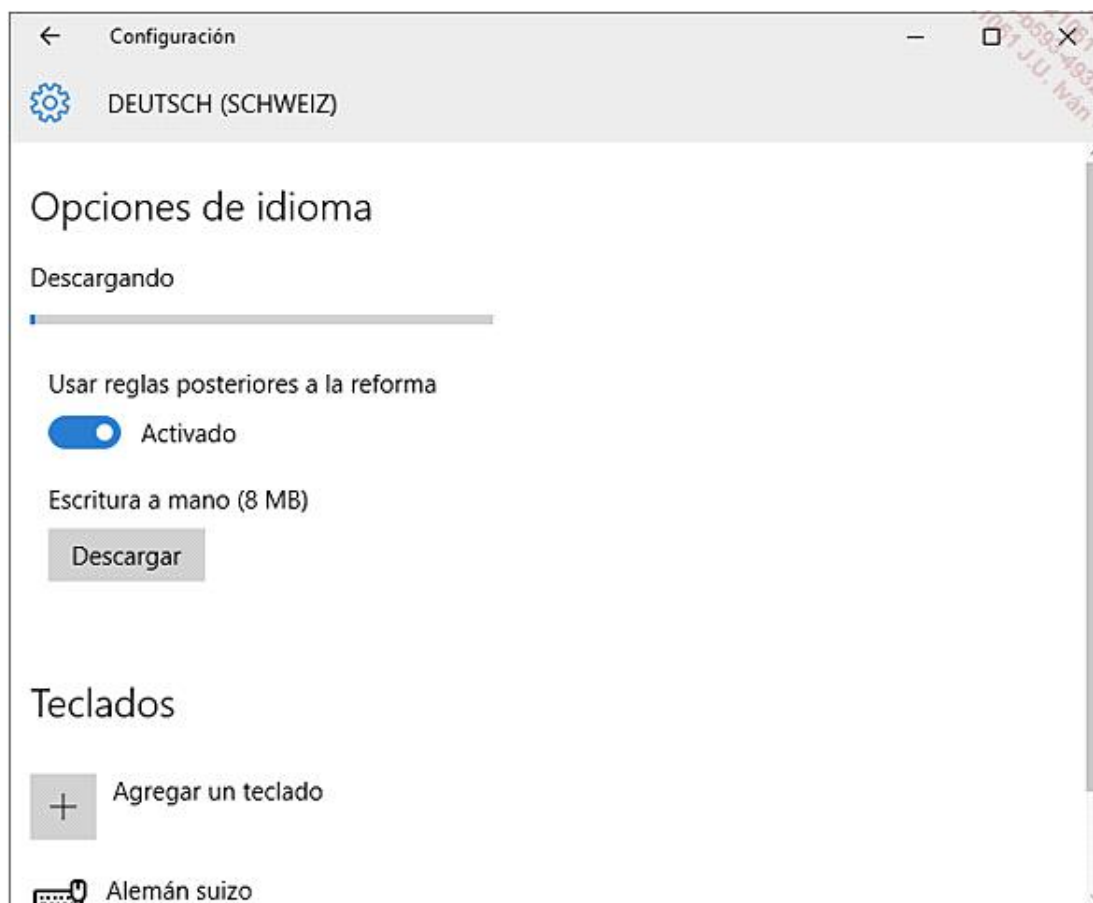 Configuración
DEUTSCH (SCHWEIZ)
Opciones de idioma
Descargando
Usar reglas posteriores a la reforma
Activado
Escritura a mano (8 MB)
Descargar
Teclados
Agregar un teclado
Alemán suizo